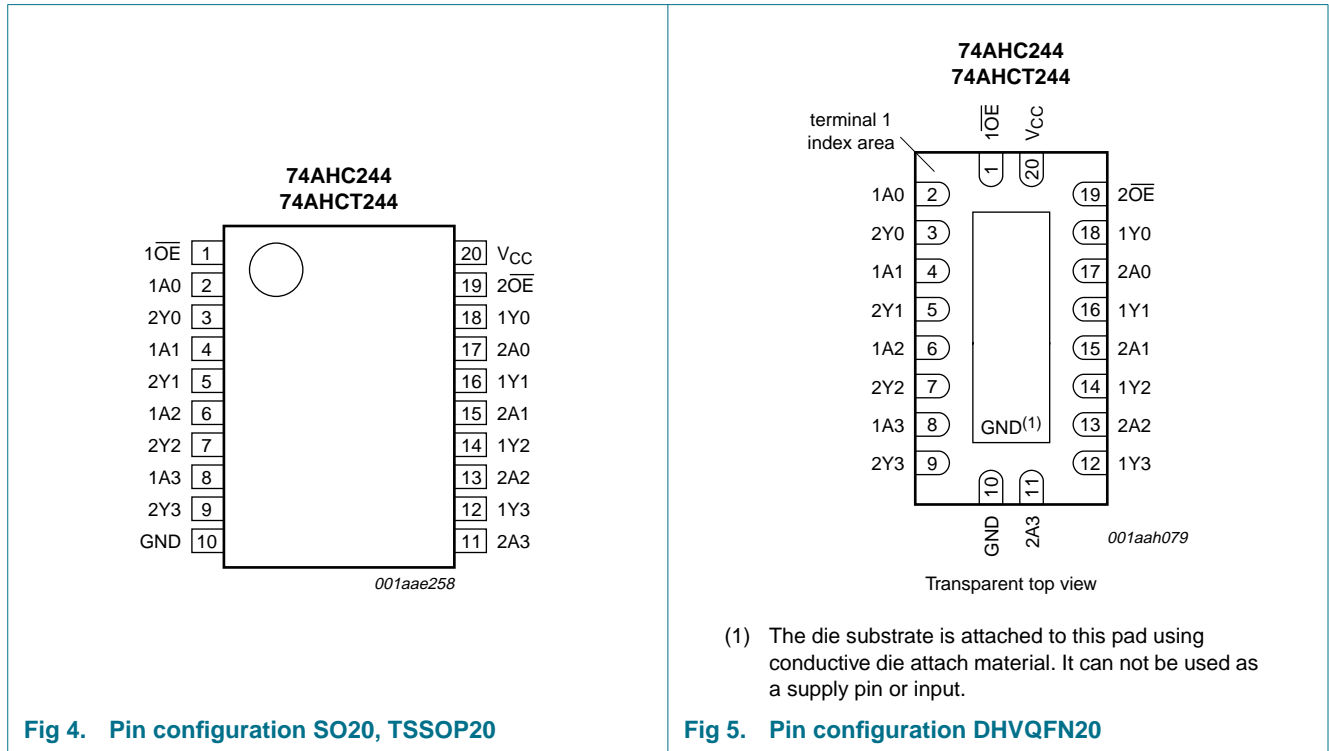 74AHC244
74AHCT244
1O̅E̅ 1
1A0 2
2Y0 3
1A1 4
2Y1 5
1A2 6
2Y2 7
1A3 8
2Y3 9
GND 10
20 VCC
19 2O̅E̅
18 1Y0
17 2A0
16 1Y1
15 2A1
14 1Y2
13 2A2
12 1Y3
11 2A3
001aae258
Fig 4. Pin configuration SO20, TSSOP20
74AHC244
74AHCT244
terminal 1
index area
1O̅E̅
VCC
1
20
1A0 2
2Y0 3
1A1 4
2Y1 5
1A2 6
2Y2 7
1A3 8
2Y3 9
19 2O̅E̅
18 1Y0
17 2A0
16 1Y1
15 2A1
14 1Y2
13 2A2
12 1Y3
GND(1)
10
11
GND
2A3
001aah079
Transparent top view
(1) The die substrate is attached to this pad using
conductive die attach material. It can not be used as
a supply pin or input.
Fig 5. Pin configuration DHVQFN20